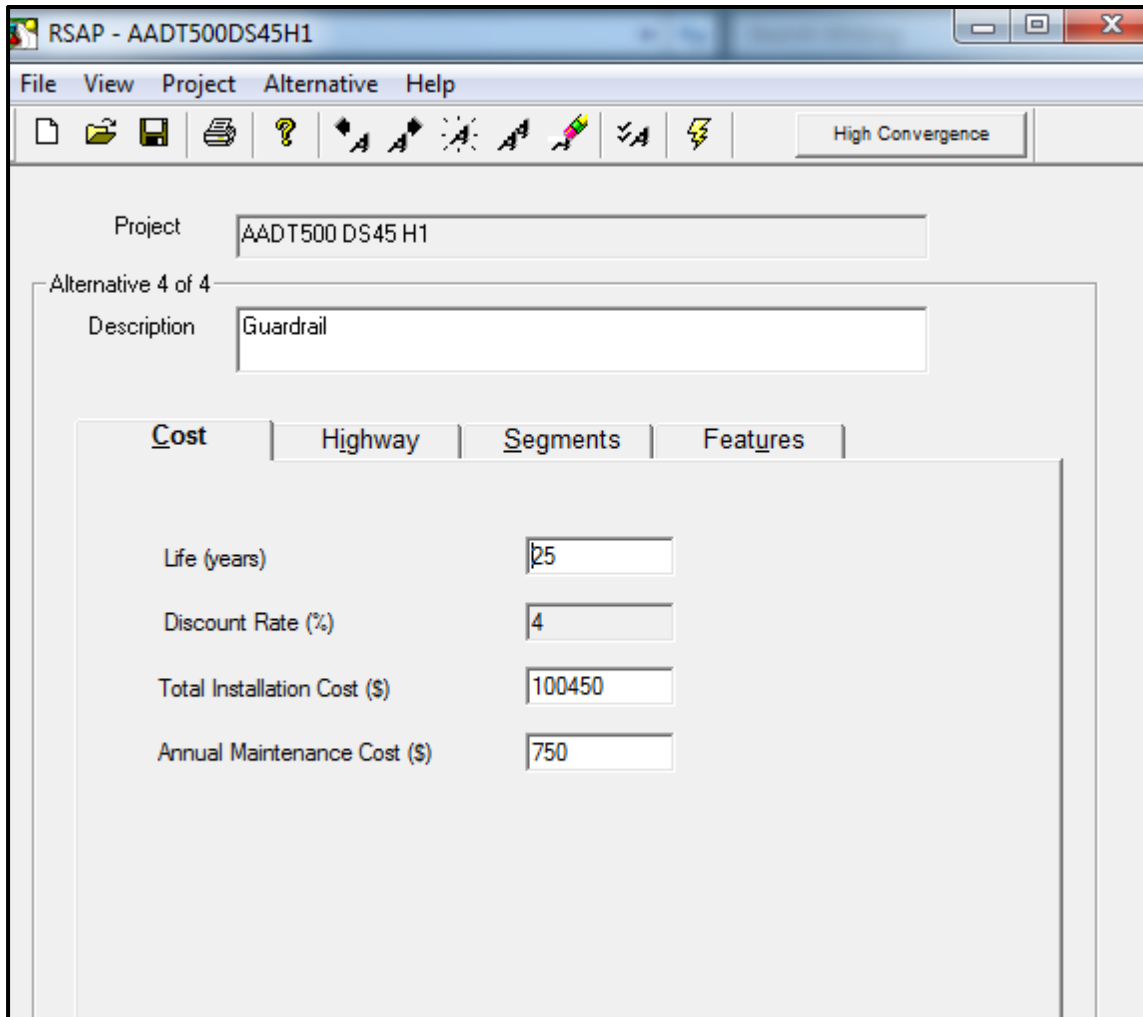 RSAP - AADT500DS45H1
File View Project Alternative Help
High Convergence
Project AADT500 DS45 H1
Alternative 4 of 4
Description Guardrail
Cost Highway Segments Features
Life (years) 25
Discount Rate (%) 4
Total Installation Cost ($) 100450
Annual Maintenance Cost ($) 750